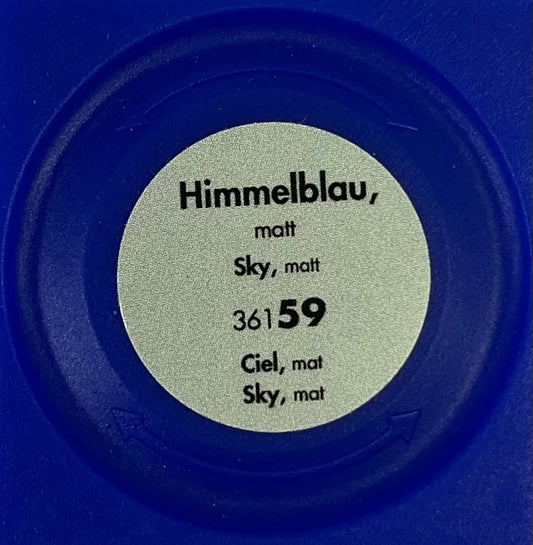 Himmelblau,
matt
Sky, matt
36159
Ciel, mat
Sky, mat